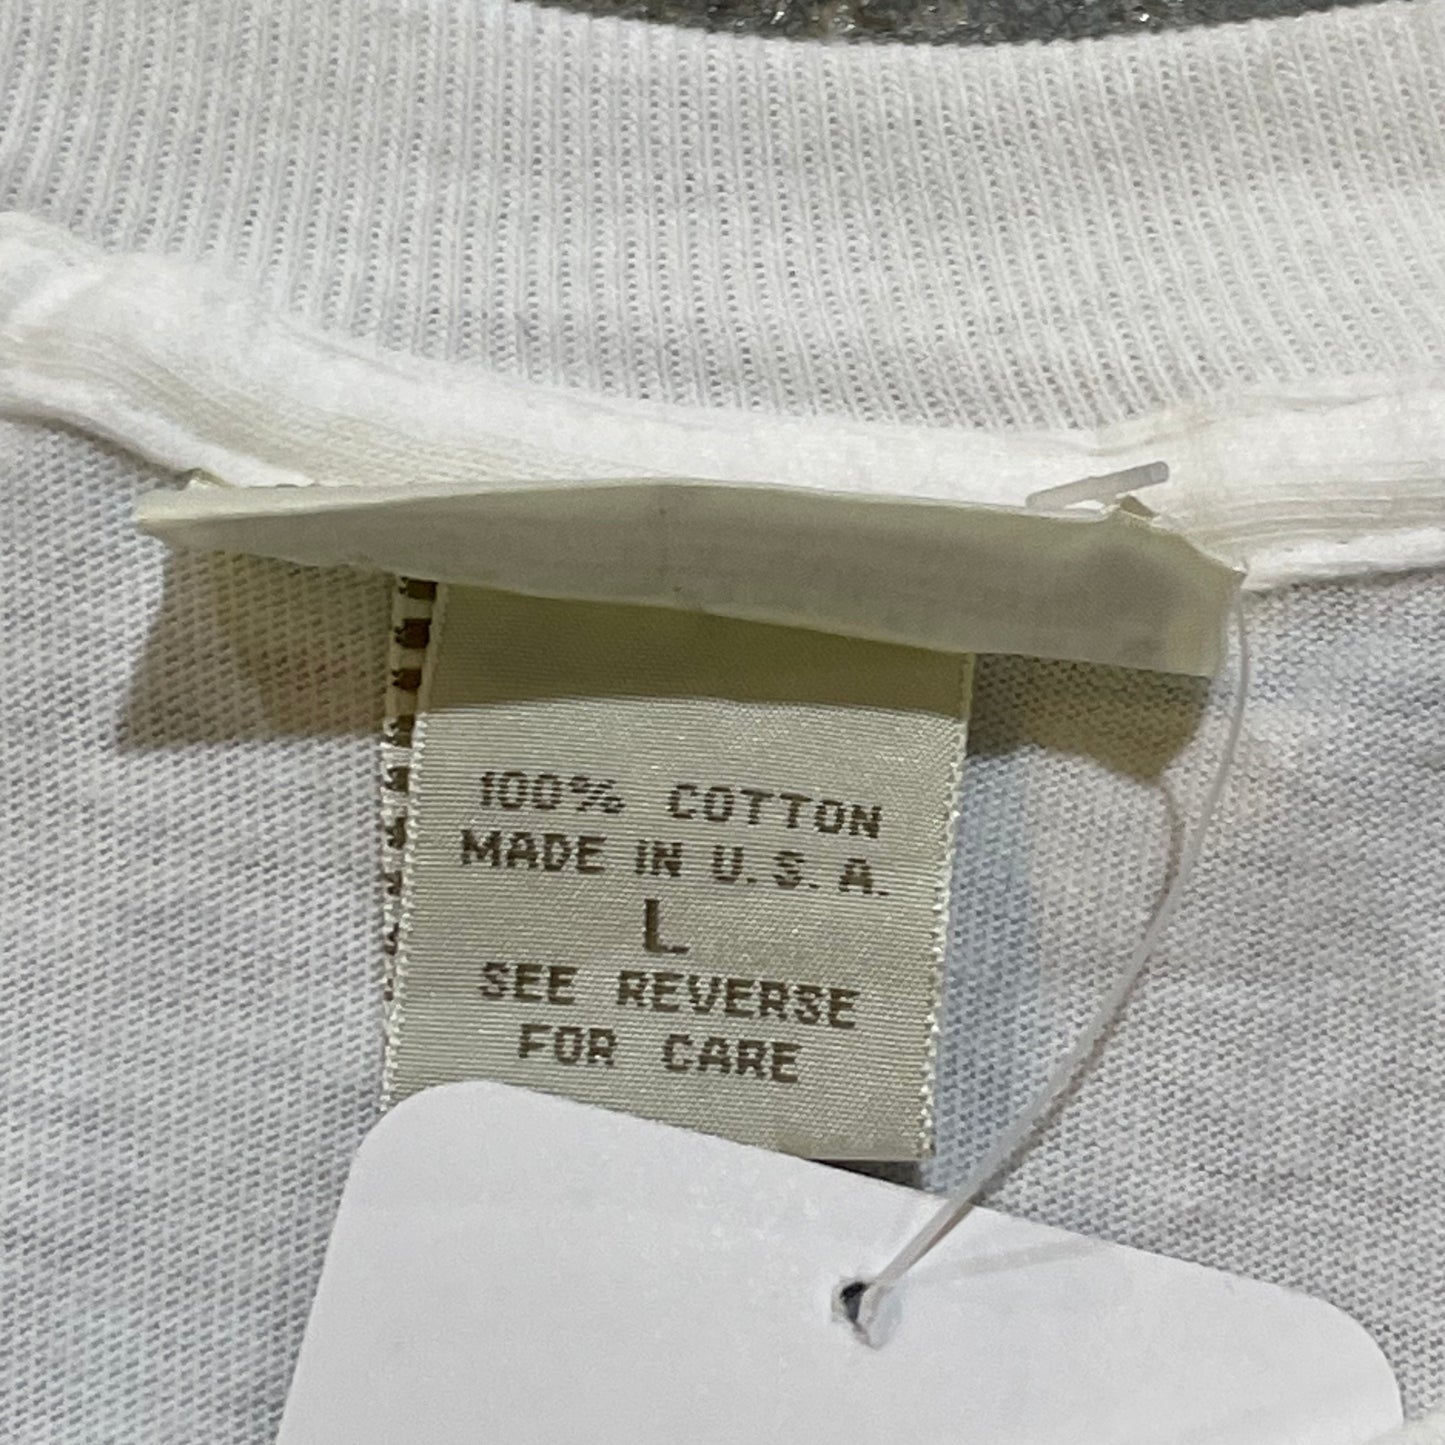 100% COTTON
MADE IN U.S.A.
L
SEE REVERSE
FOR CARE